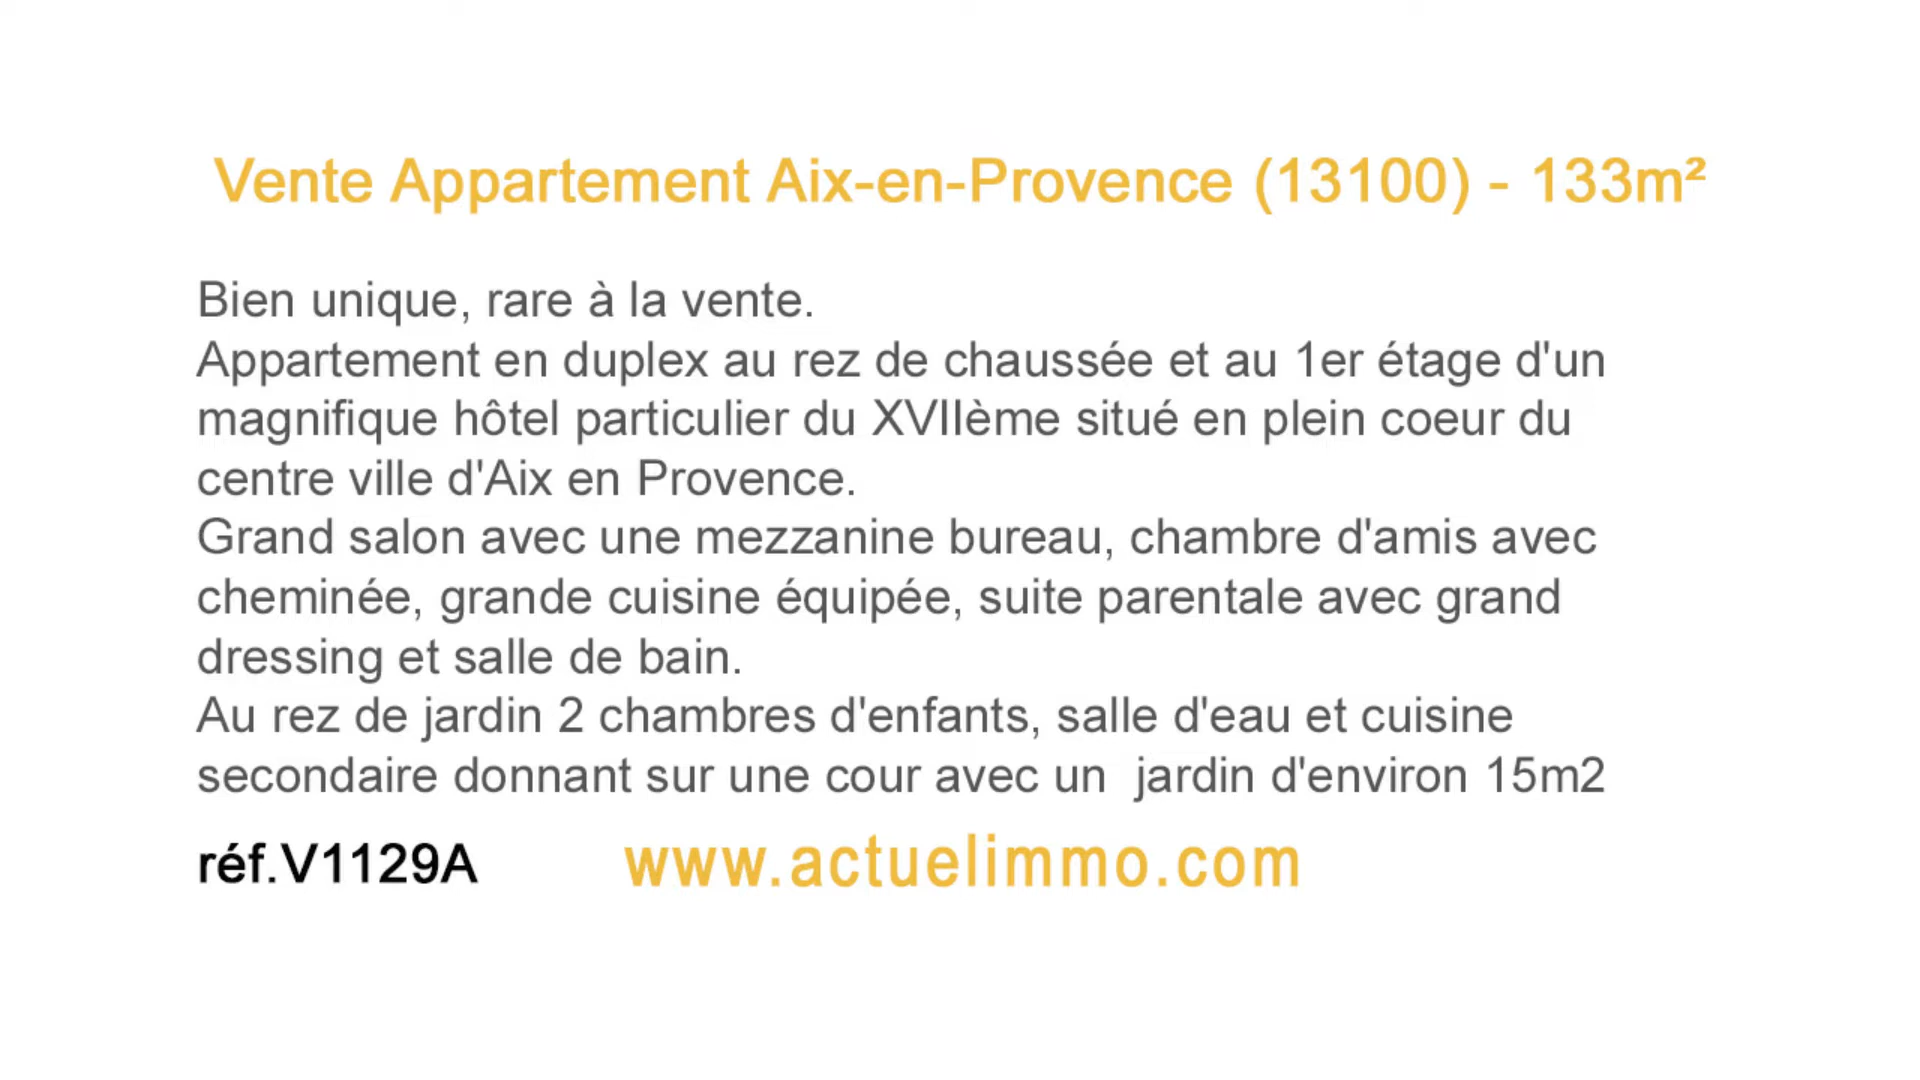 Vente Appartement Aix-en-Provence (13100) - 133m²
Bien unique, rare à la vente.
Appartement en duplex au rez de chaussée et au 1er étage d'un
magnifique hôtel particulier du XVIIème situé en plein coeur du
centre ville d'Aix en Provence.
Grand salon avec une mezzanine bureau, chambre d'amis avec
cheminée, grande cuisine équipée, suite parentale avec grand
dressing et salle de bain.
Au rez de jardin 2 chambres d'enfants, salle d'eau et cuisine
secondaire donnant sur une cour avec un  jardin d'environ 15m2
réf.V1129A www.actuelimmo.com